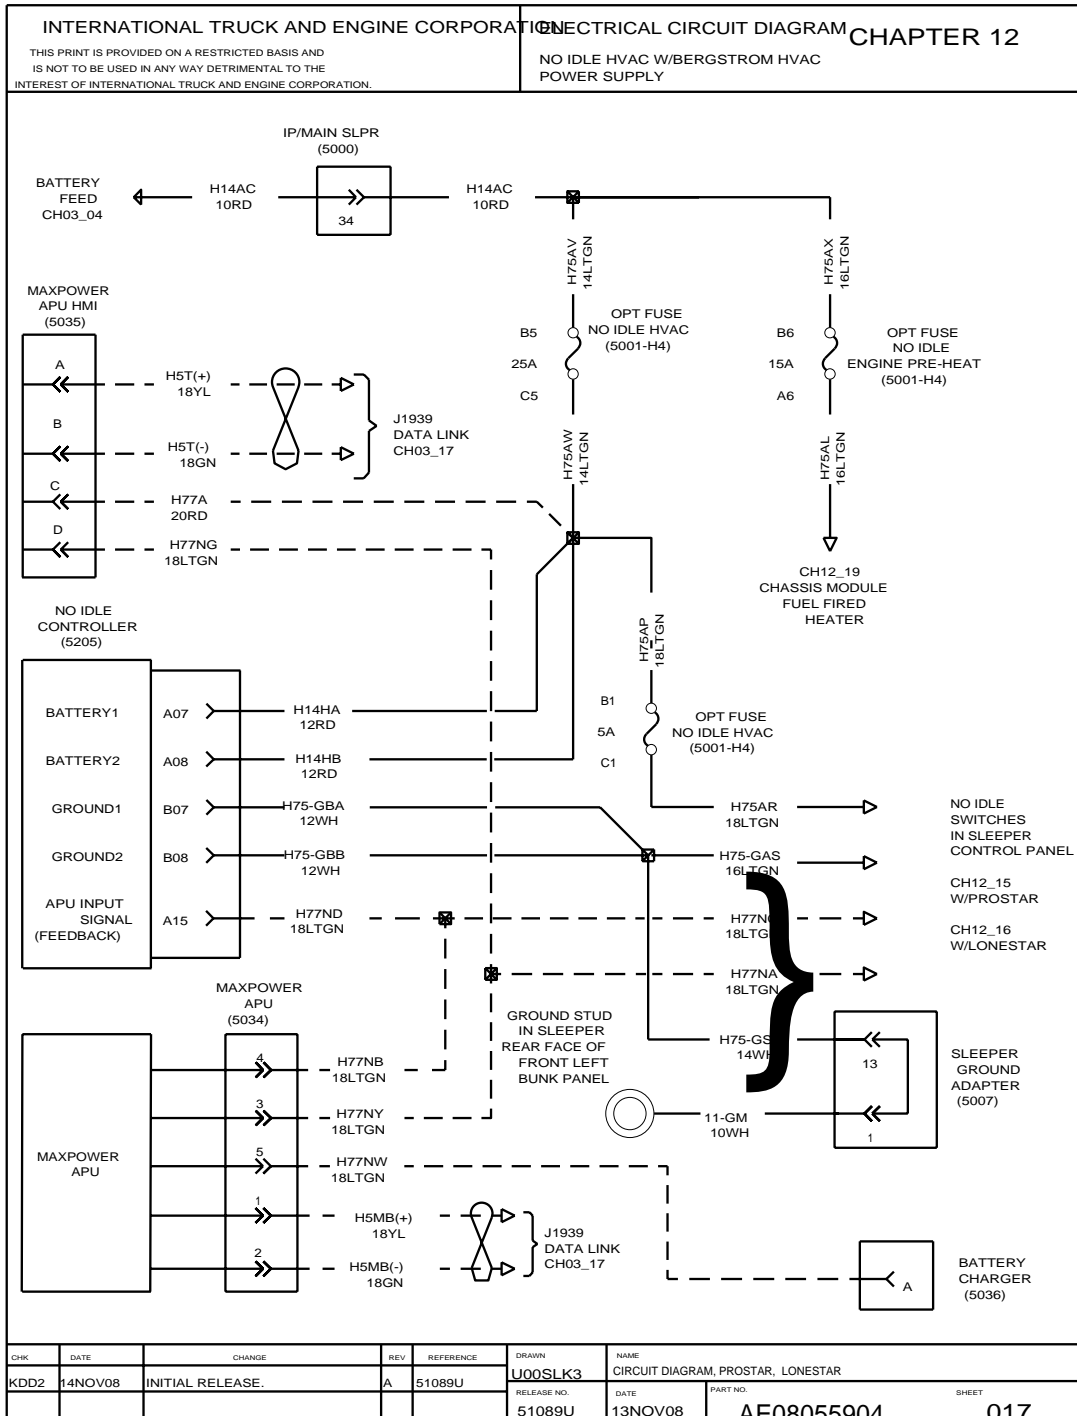 INTERNATIONAL TRUCK AND ENGINE CORPORATION
THIS PRINT IS PROVIDED ON A RESTRICTED BASIS AND
IS NOT TO BE USED IN ANY WAY DETRIMENTAL TO THE
INTEREST OF INTERNATIONAL TRUCK AND ENGINE CORPORATION.
ELECTRICAL CIRCUIT DIAGRAM
CHAPTER 12
NO IDLE HVAC W/BERGSTROM HVAC
POWER SUPPLY
IP/MAIN SLPR
(5000)
BATTERY
FEED
CH03_04
H14AC
10RD
34
H14AC
10RD
H75AV
14LTGN
H75AX
16LTGN
MAXPOWER
APU HMI
(5035)
A
B
C
D
H5T(+)
18YL
H5T(-)
18GN
H77A
20RD
H77NG
18LTGN
J1939
DATA LINK
CH03_17
B5
25A
C5
OPT FUSE
NO IDLE HVAC
(5001-H4)
B6
15A
A6
OPT FUSE
NO IDLE
ENGINE PRE-HEAT
(5001-H4)
H75AW
14LTGN
H75AL
16LTGN
CH12_19
CHASSIS MODULE
FUEL FIRED
HEATER
NO IDLE
CONTROLLER
(5205)
BATTERY1
A07
H14HA
12RD
BATTERY2
A08
H14HB
12RD
GROUND1
B07
H75-GBA
12WH
GROUND2
B08
H75-GBB
12WH
APU INPUT
SIGNAL
(FEEDBACK)
A15
H77ND
18LTGN
H75AP
18LTGN
B1
5A
C1
OPT FUSE
NO IDLE HVAC
(5001-H4)
H75AR
18LTGN
H75-GAS
16LTGN
18LTG
H77NA
18LTGN
NO IDLE
SWITCHES
IN SLEEPER
CONTROL PANEL
CH12_15
W/PROSTAR
CH12_16
W/LONESTAR
MAXPOWER
APU
(5034)
MAXPOWER
APU
4
H77NB
18LTGN
3
H77NY
18LTGN
5
H77NW
18LTGN
1
H5MB(+)
18YL
2
H5MB(-)
18GN
J1939
DATA LINK
CH03_17
GROUND STUD
IN SLEEPER
REAR FACE OF
FRONT LEFT
BUNK PANEL
14WH
11-GM
10WH
13
1
SLEEPER
GROUND
ADAPTER
(5007)
A
BATTERY
CHARGER
(5036)
CHK DATE CHANGE REV REFERENCE
KDD2 14NOV08 INITIAL RELEASE. A 51089U
DRAWN
U00SLK3
NAME
CIRCUIT DIAGRAM, PROSTAR, LONESTAR
RELEASE NO.
51089U
DATE
13NOV08
PART NO.
AE08055904
SHEET
017